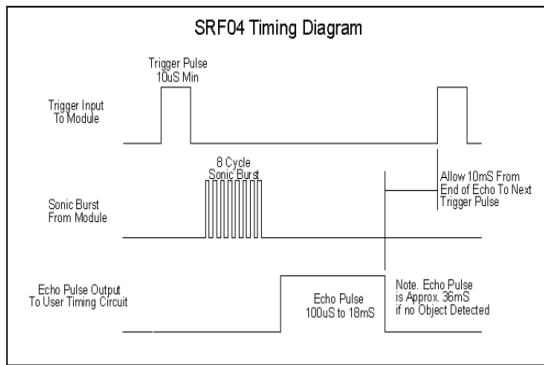 SRF04 Timing Diagram
Trigger Pulse
10uS Min
Trigger Input
To Module
8 Cycle
Sonic Burst
Allow 10mS From
End of Echo To Next
Trigger Pulse
Sonic Burst
From Module
Echo Pulse Output
To User Timing Circuit
Echo Pulse
100uS to 18mS
Note. Echo Pulse
is Approx. 36mS
if no Object Detected